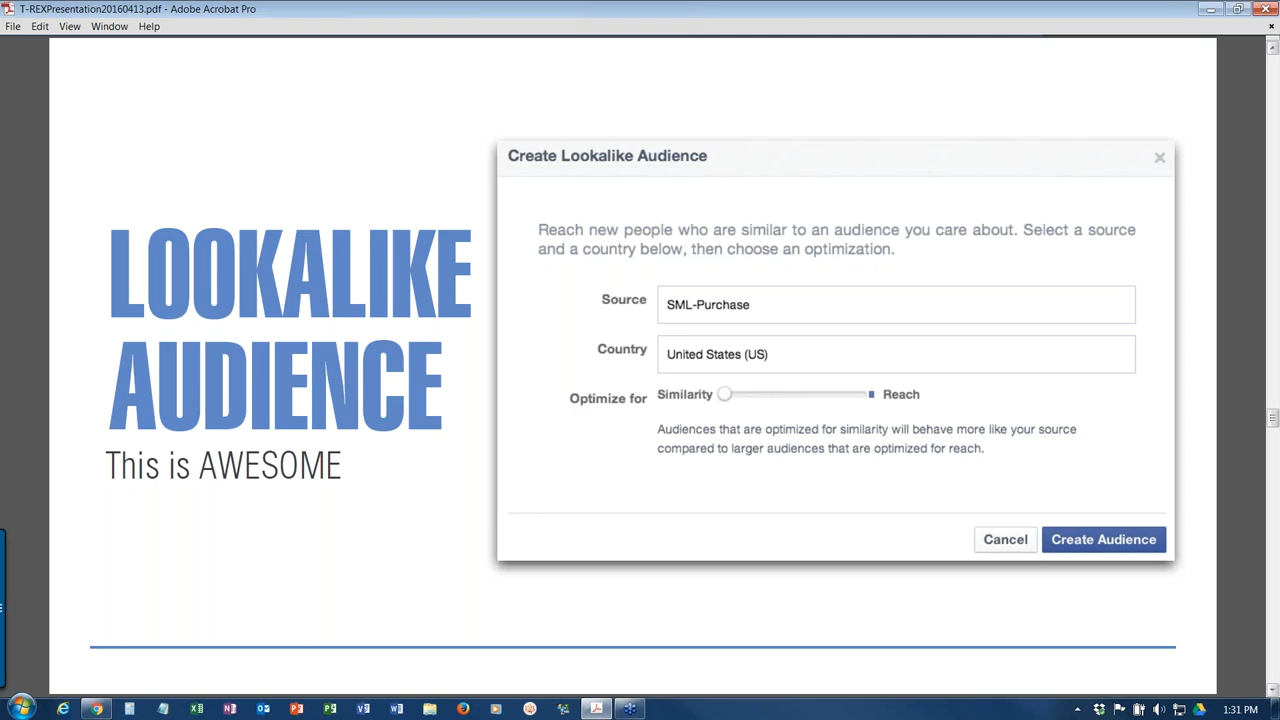 T-REXPresentation20160413.pdf - Adobe Acrobat Pro
File Edit View Window Help
Create Lookalike Audience
Reach new people who are similar to an audience you care about. Select a source
and a country below, then choose an optimization.
LOOKALIKE
AUDIENCE
This is AWESOME
Source SML-Purchase
Country United States (US)
Optimize for Similarity Reach
Audiences that are optimized for similarity will behave more like your source
compared to larger audiences that are optimized for reach.
Cancel Create Audience
1:31 PM